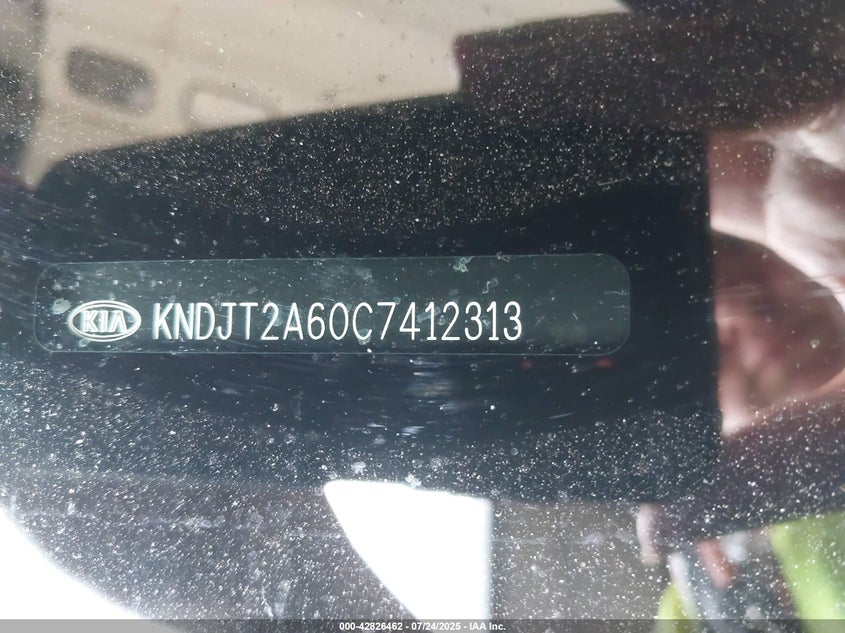 KIA KNDJT2A60C7412313
000-42826462 - 07/24/2025 - IAA Inc.